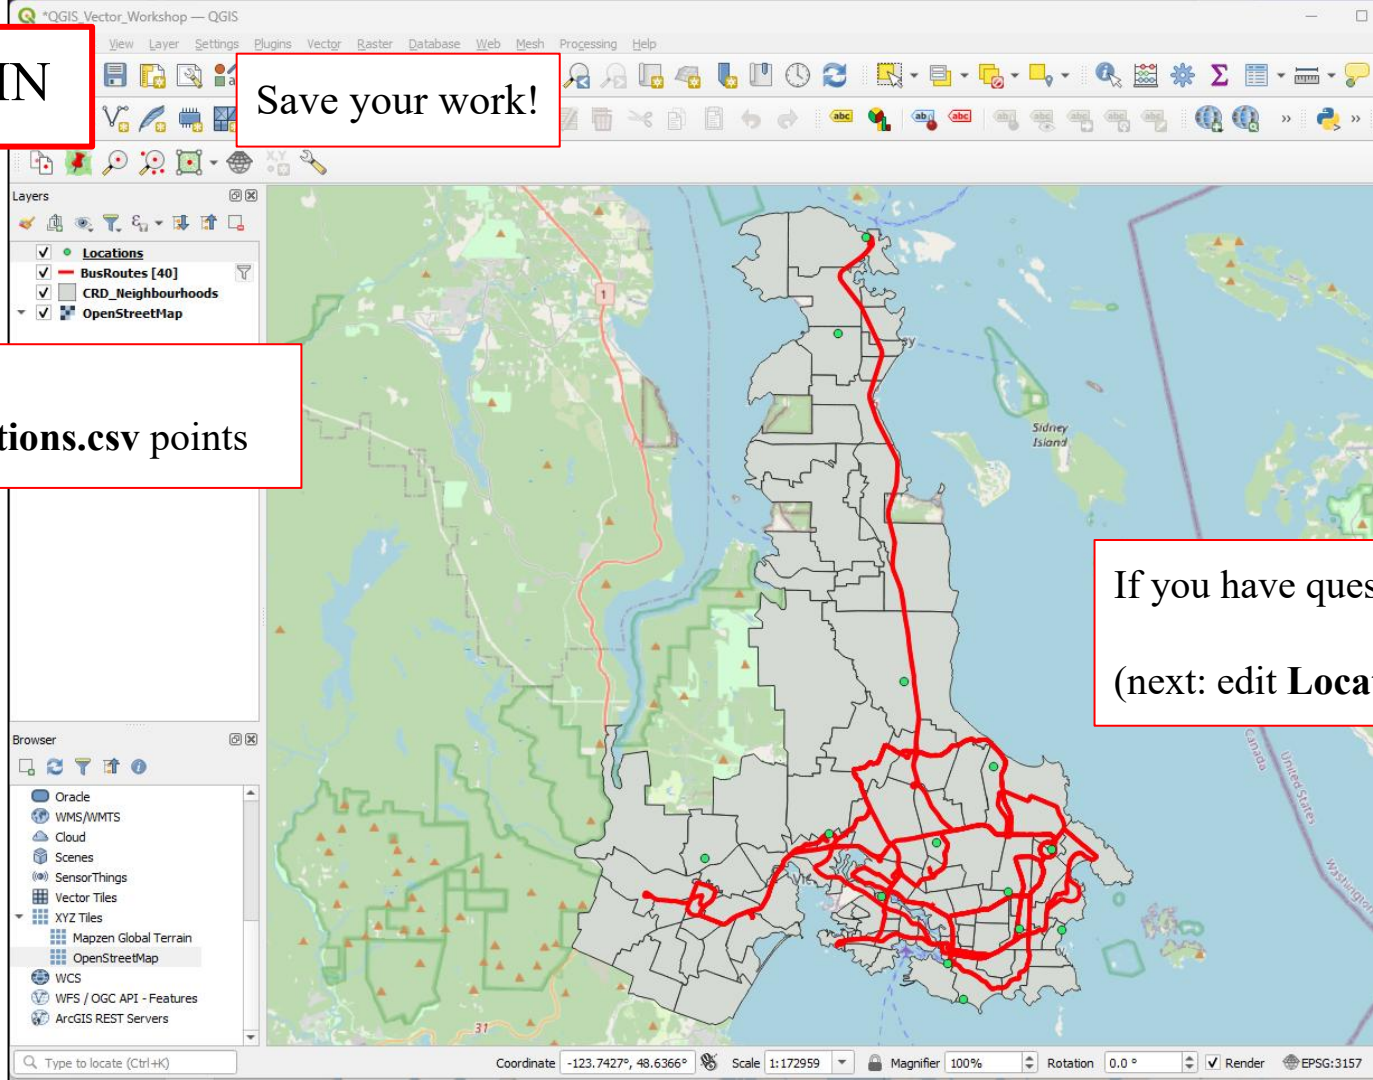 *QGIS_Vector_Workshop — QGIS
View Layer Settings Plugins Vector Raster Database Web Mesh Processing Help
IN
Save your work!
Layers
Locations
BusRoutes [40]
CRD_Neighbourhoods
OpenStreetMap
tions.csv points
1
Sidney
Island
If you have ques
(next: edit Loca
Canada
United States
Washington
31
Browser
Oracle
WMS/WMTS
Cloud
Scenes
SensorThings
Vector Tiles
XYZ Tiles
Mapzen Global Terrain
OpenStreetMap
WCS
WFS / OGC API - Features
ArcGIS REST Servers
Type to locate (Ctrl+K)
Coordinate -123.7427°, 48.6366° Scale 1:172959 Magnifier 100% Rotation 0.0 ° Render EPSG:3157